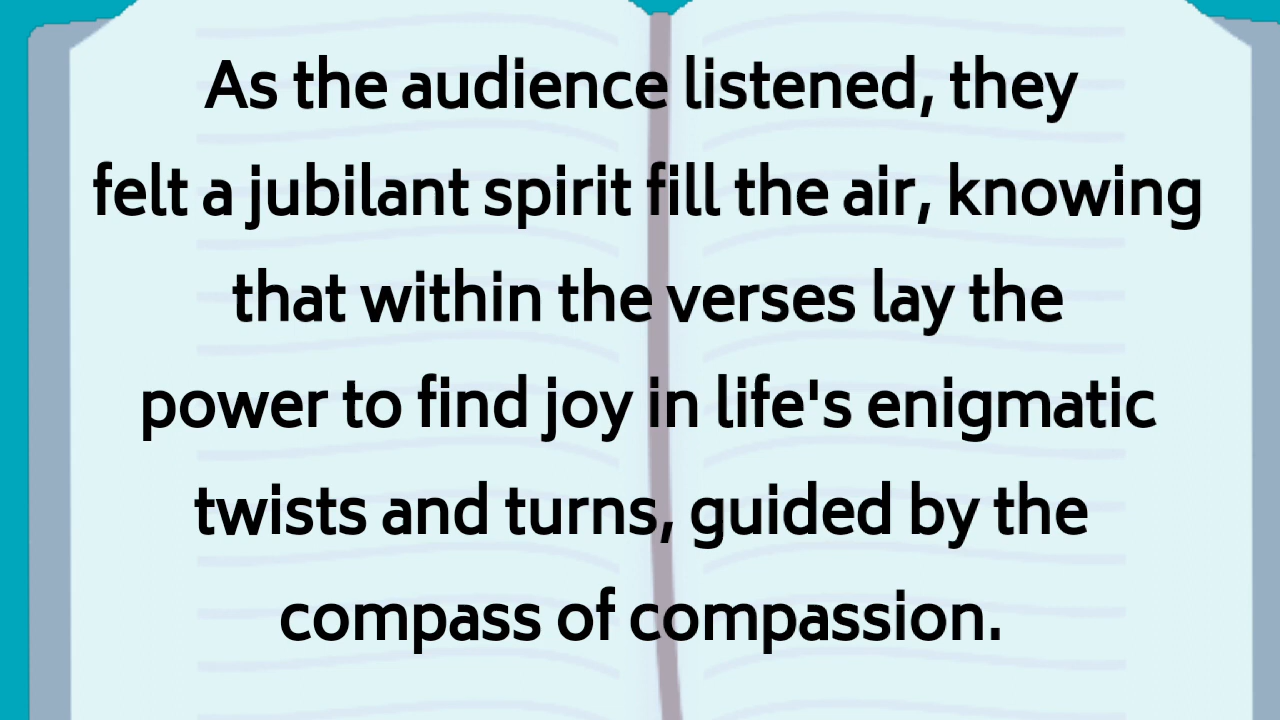 As the audience listened, they
felt a jubilant spirit fill the air, knowing
that within the verses lay the
power to find joy in life's enigmatic
twists and turns, guided by the
compass of compassion.